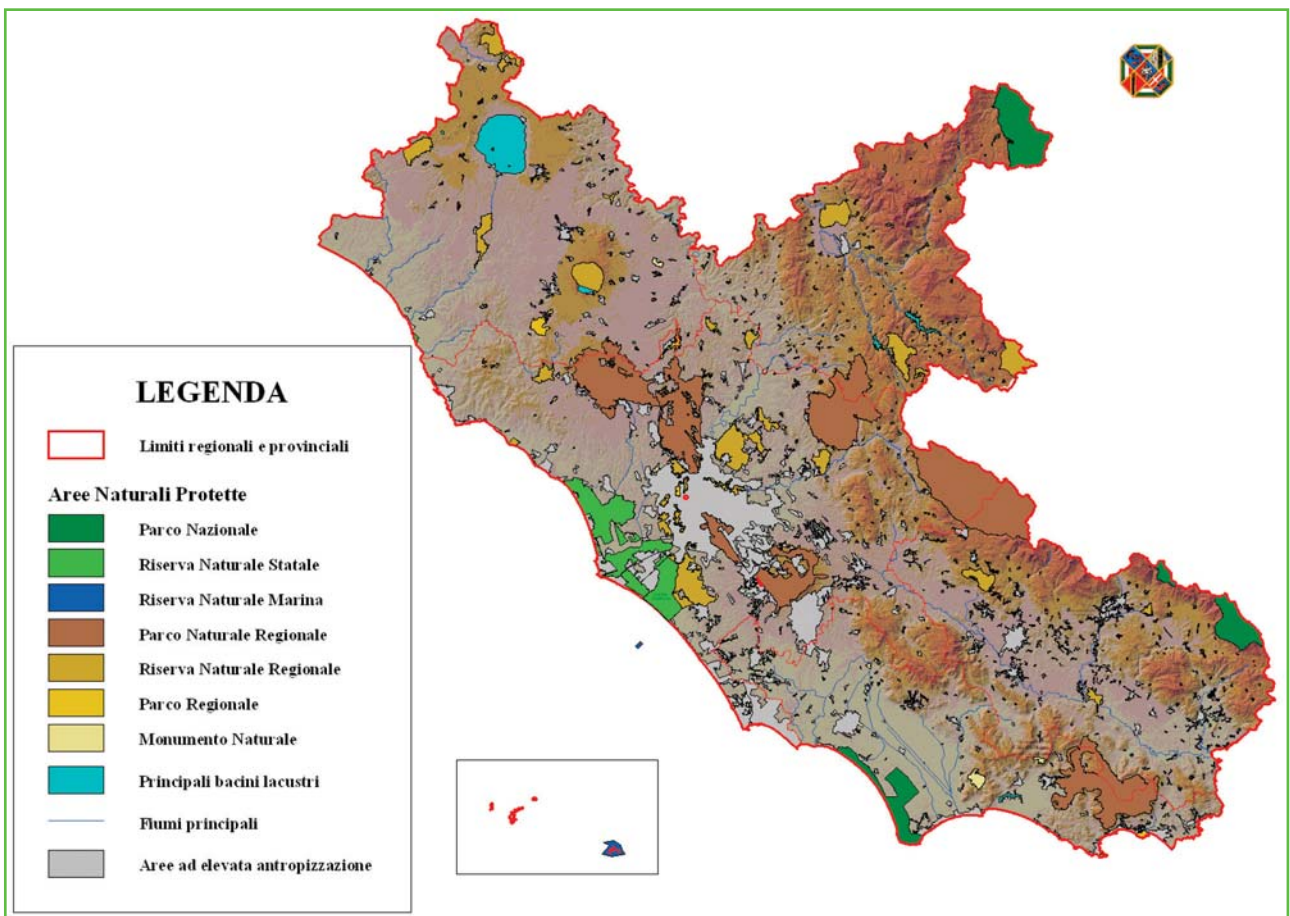 LEGENDA
Limiti regionali e provinciali
Aree Naturali Protette
Parco Nazionale
Riserva Naturale Statale
Riserva Naturale Marina
Parco Naturale Regionale
Riserva Naturale Regionale
Parco Regionale
Monumento Naturale
Principali bacini lacustri
Fiumi principali
Aree ad elevata antropizzazione